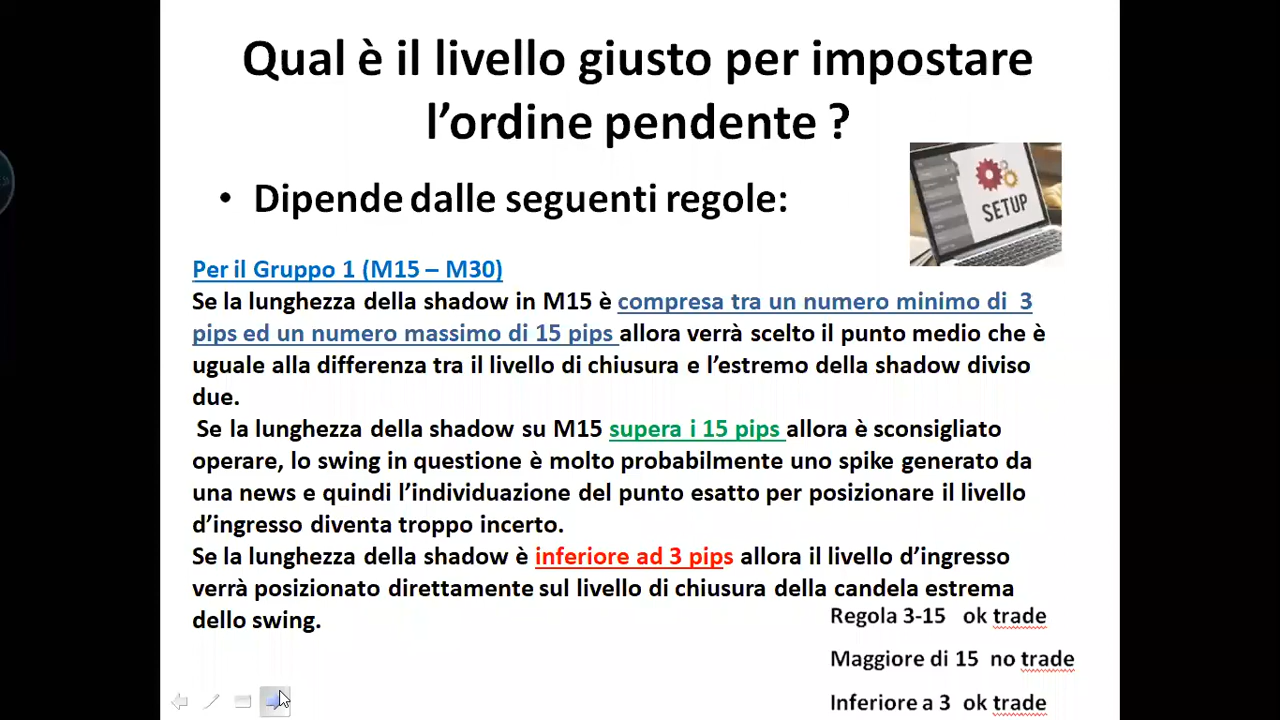 Qual è il livello giusto per impostare
l'ordine pendente ?
SETUP
• Dipende dalle seguenti regole:
Per il Gruppo 1 (M15 – M30)
Se la lunghezza della shadow in M15 è compresa tra un numero minimo di 3
pips ed un numero massimo di 15 pips allora verrà scelto il punto medio che è
uguale alla differenza tra il livello di chiusura e l'estremo della shadow diviso
due.
Se la lunghezza della shadow su M15 supera i 15 pips allora è sconsigliato
operare, lo swing in questione è molto probabilmente uno spike generato da
una news e quindi l'individuazione del punto esatto per posizionare il livello
d'ingresso diventa troppo incerto.
Se la lunghezza della shadow è inferiore ad 3 pips allora il livello d'ingresso
verrà posizionato direttamente sul livello di chiusura della candela estrema
dello swing.
Regola 3-15 ok trade
Maggiore di 15 no trade
Inferiore a 3 ok trade